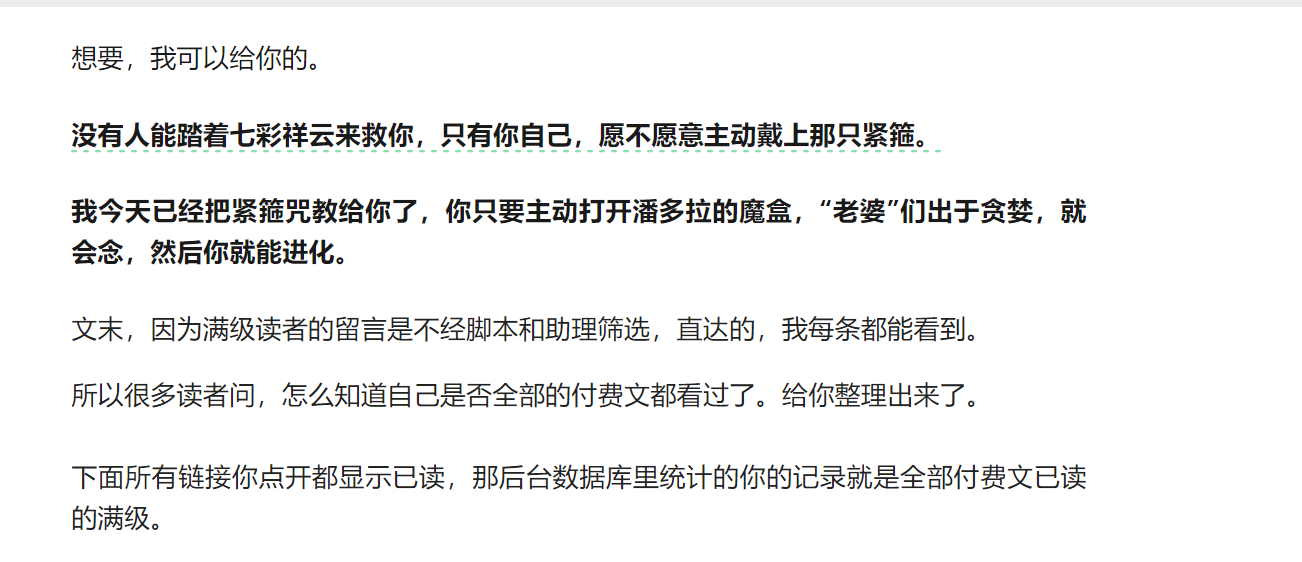 想要，我可以给你的。
没有人能踏着七彩祥云来救你，只有你自己，愿不愿意主动戴上那只紧箍。
我今天已经把紧箍咒教给你了，你只要主动打开潘多拉的魔盒，“老婆”们出于贪婪，就
会念，然后你就能进化。
文末，因为满级读者的留言是不经脚本和助理筛选，直达的，我每条都能看到。
所以很多读者问，怎么知道自己是否全部的付费文都看过了。给你整理出来了。
下面所有链接你点开都显示已读，那后台数据库里统计的你的记录就是全部付费文已读
的满级。